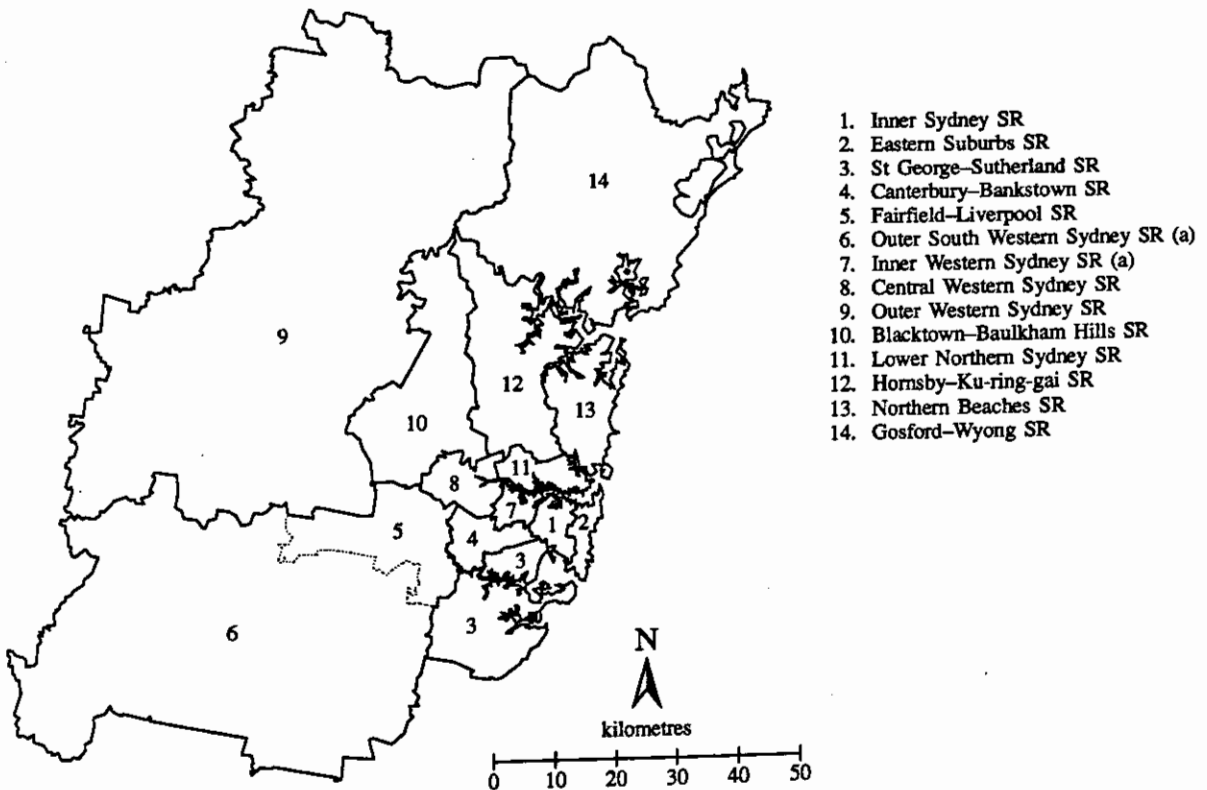 1. Inner Sydney SR
2. Eastern Suburbs SR
3. St George–Sutherland SR
4. Canterbury–Bankstown SR
5. Fairfield–Liverpool SR
6. Outer South Western Sydney SR (a)
7. Inner Western Sydney SR (a)
8. Central Western Sydney SR
9. Outer Western Sydney SR
10. Blacktown–Baulkham Hills SR
11. Lower Northern Sydney SR
12. Hornsby–Ku-ring-gai SR
13. Northern Beaches SR
14. Gosford–Wyong SR
14
9
12
13
10
11
8
7
1
2
5
4
3
6
3
N
kilometres
0 10 20 30 40 50